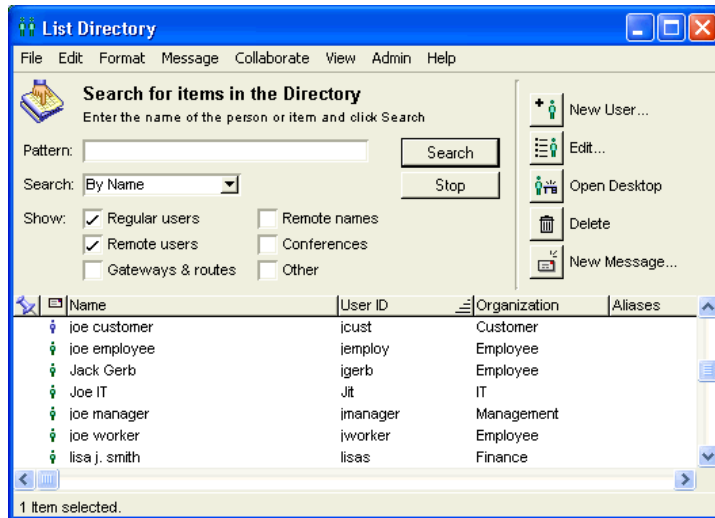 List Directory
File Edit Format Message Collaborate View Admin Help
Search for items in the Directory
Enter the name of the person or item and click Search
Pattern:
Search
Search: By Name
Stop
Show: Regular users Remote names
Remote users Conferences
Gateways & routes Other
New User...
Edit...
Open Desktop
Delete
New Message...
Name User ID Organization Aliases
joe customer jcust Customer
joe employee jemploy Employee
Jack Gerb jgerb Employee
Joe IT Jit IT
joe manager jmanager Management
joe worker jworker Employee
lisa j. smith lisas Finance
1 Item selected.